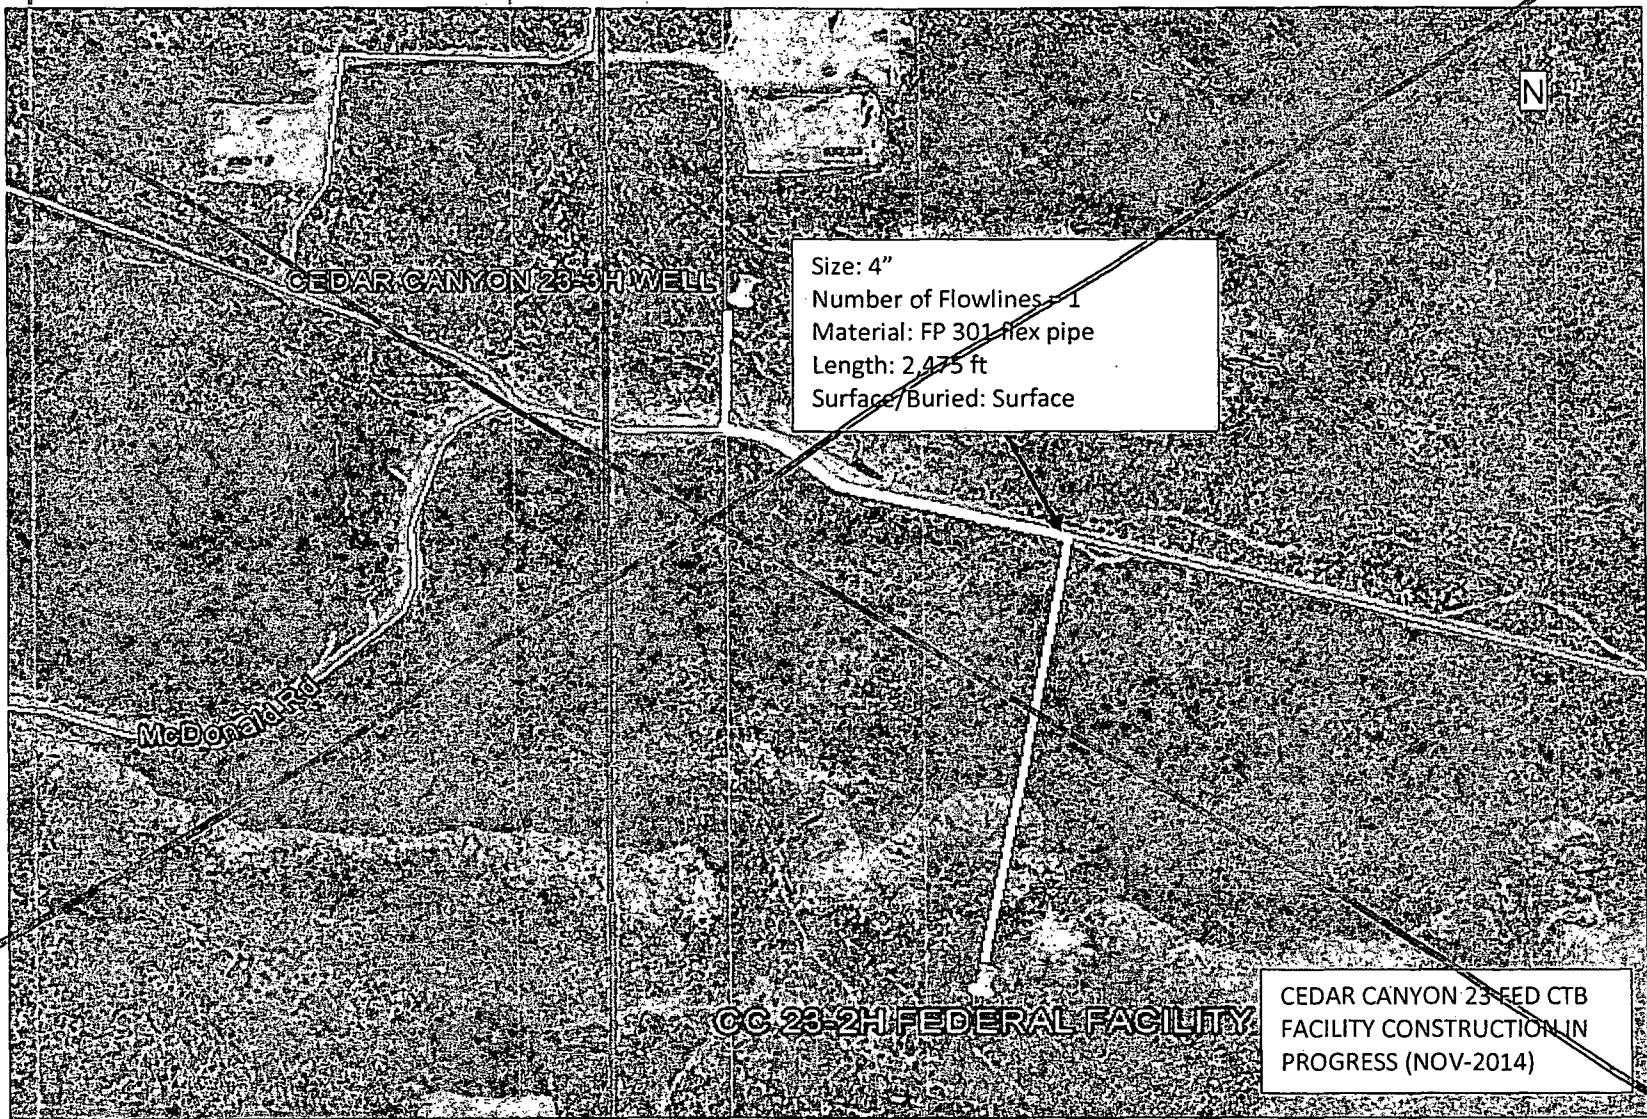 N
CEDAR CANYON 23-3H WELL
Size: 4”
Number of Flowlines = 1
Material: FP 301 flex pipe
Length: 2,475 ft
Surface/Buried: Surface
McDonald Rd
CC 23-2H FEDERAL FACILITY
CEDAR CANYON 23 FED CTB
FACILITY CONSTRUCTION IN
PROGRESS (NOV-2014)